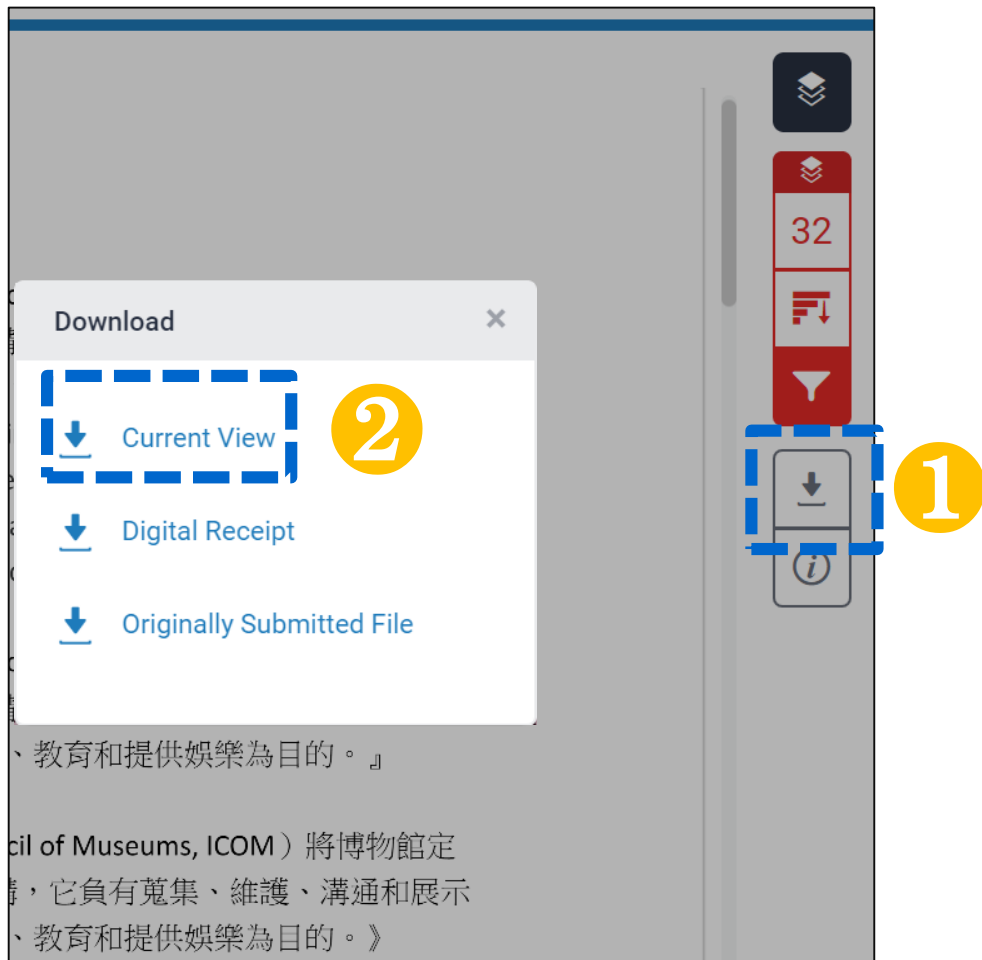 32
Download
Current View
2
1
Digital Receipt
Originally Submitted File
、教育和提供娛樂為目的。』
cil of Museums, ICOM）將博物館定
，它負有蒐集、維護、溝通和展示
、教育和提供娛樂為目的。》